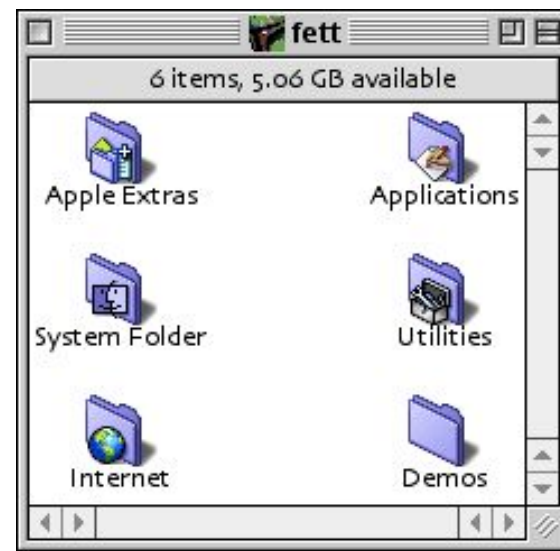 fett
6 items, 5.06 GB available
Apple Extras
Applications
System Folder
Utilities
Internet
Demos